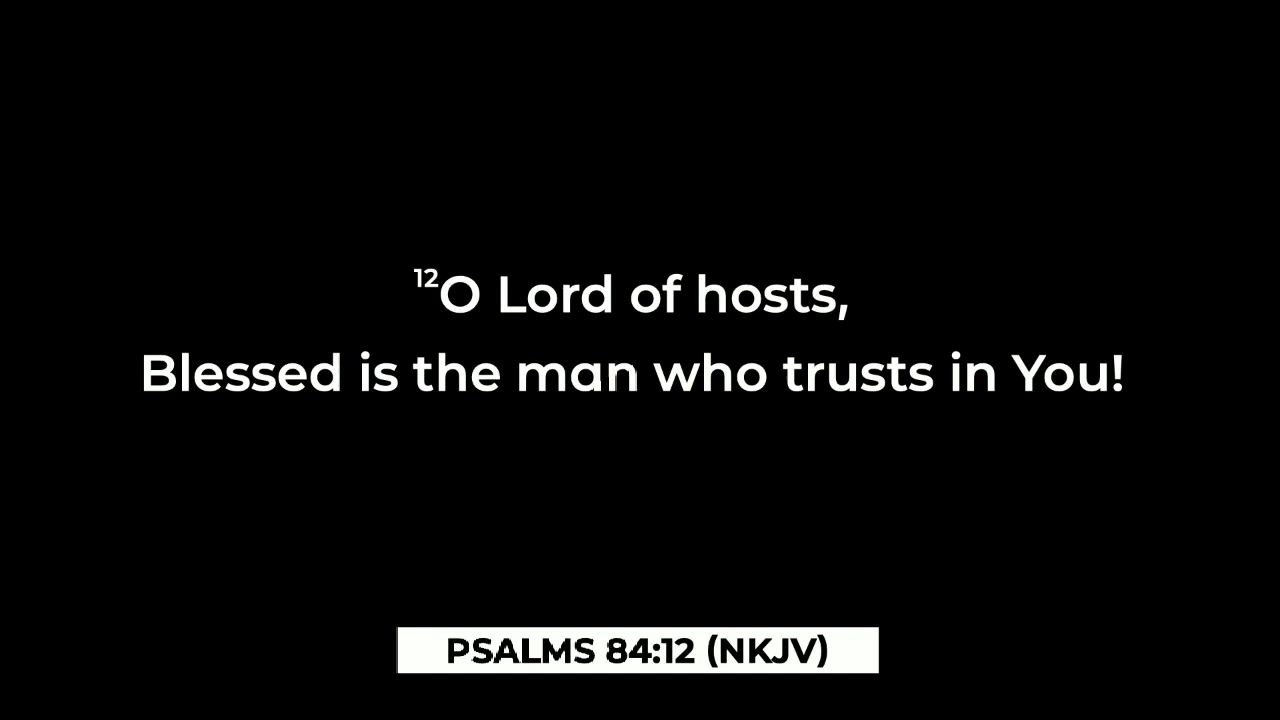 12O Lord of hosts,
Blessed is the man who trusts in You!
PSALMS 84:12 (NKJV)